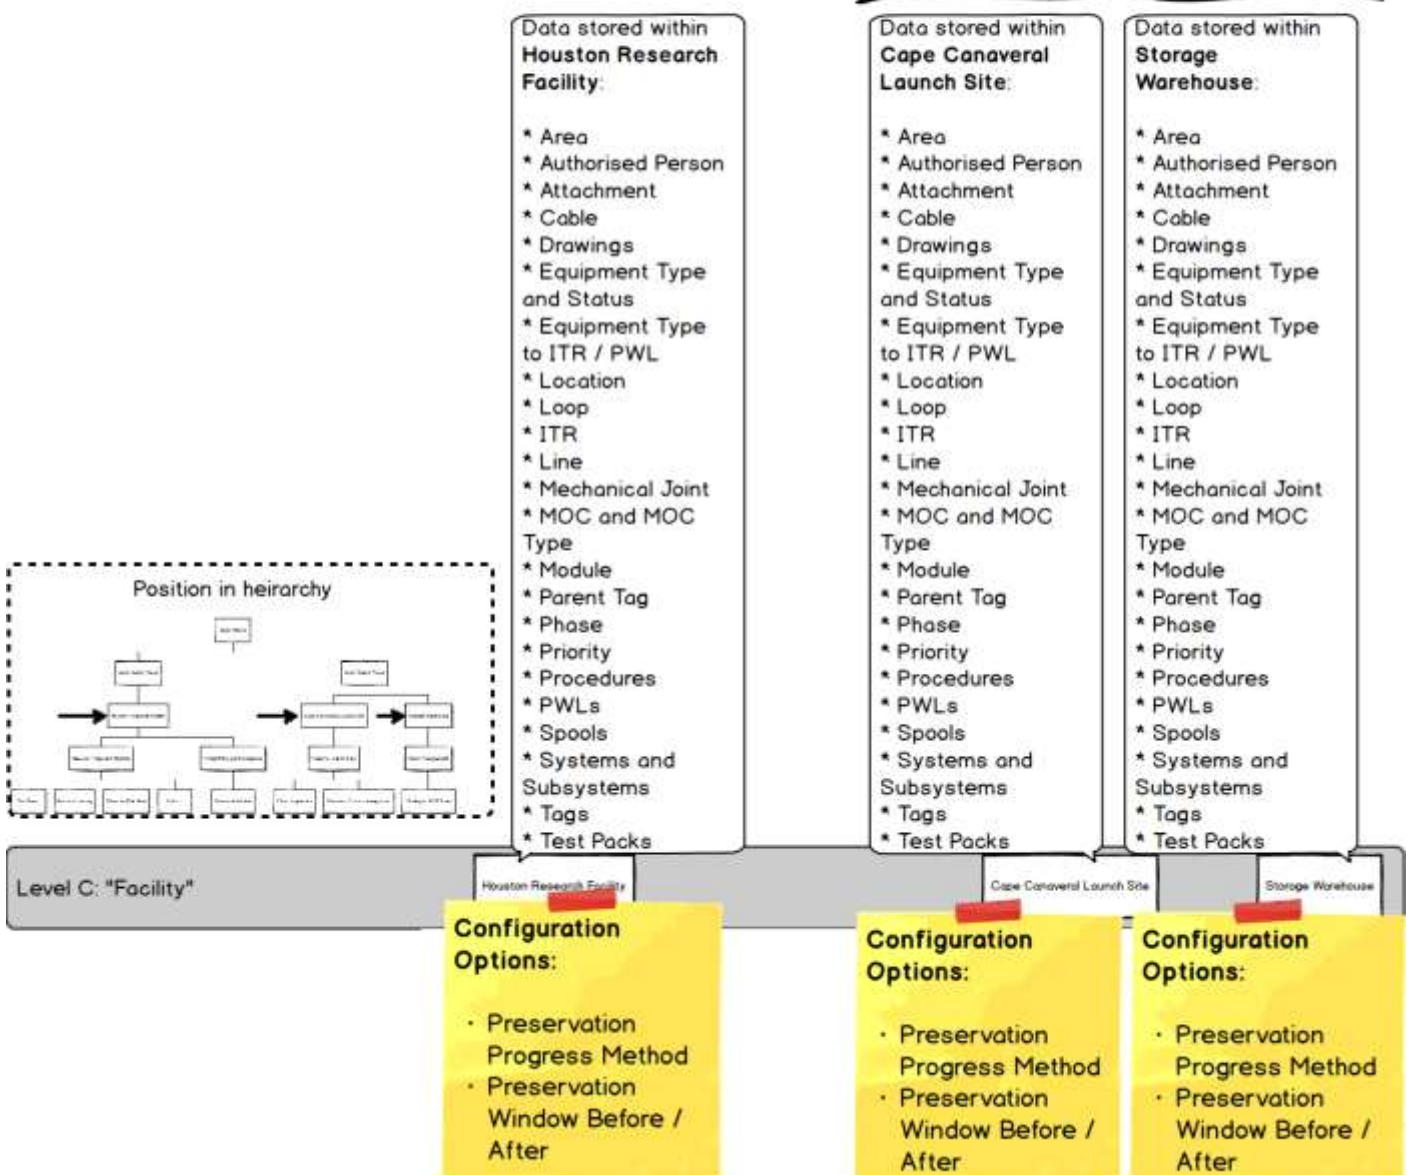 Data stored within
Houston Research
Facility:
* Area
* Authorised Person
* Attachment
* Cable
* Drawings
* Equipment Type
and Status
* Equipment Type
to ITR / PWL
* Location
* Loop
* ITR
* Line
* Mechanical Joint
* MOC and MOC
Type
* Module
* Parent Tag
* Phase
* Priority
* Procedures
* PWLs
* Spools
* Systems and
Subsystems
* Tags
* Test Packs
Data stored within
Cape Canaveral
Launch Site:
* Area
* Authorised Person
* Attachment
* Cable
* Drawings
* Equipment Type
and Status
* Equipment Type
to ITR / PWL
* Location
* Loop
* ITR
* Line
* Mechanical Joint
* MOC and MOC
Type
* Module
* Parent Tag
* Phase
* Priority
* Procedures
* PWLs
* Spools
* Systems and
Subsystems
* Tags
* Test Packs
Data stored within
Storage
Warehouse:
* Area
* Authorised Person
* Attachment
* Cable
* Drawings
* Equipment Type
and Status
* Equipment Type
to ITR / PWL
* Location
* Loop
* ITR
* Line
* Mechanical Joint
* MOC and MOC
Type
* Module
* Parent Tag
* Phase
* Priority
* Procedures
* PWLs
* Spools
* Systems and
Subsystems
* Tags
* Test Packs
Position in heirarchy
Level C: "Facility"
Houston Research Facility
Cape Canaveral Launch Site
Storage Warehouse
Configuration
Options:
· Preservation
Progress Method
· Preservation
Window Before /
After
Configuration
Options:
· Preservation
Progress Method
· Preservation
Window Before /
After
Configuration
Options:
· Preservation
Progress Method
· Preservation
Window Before /
After